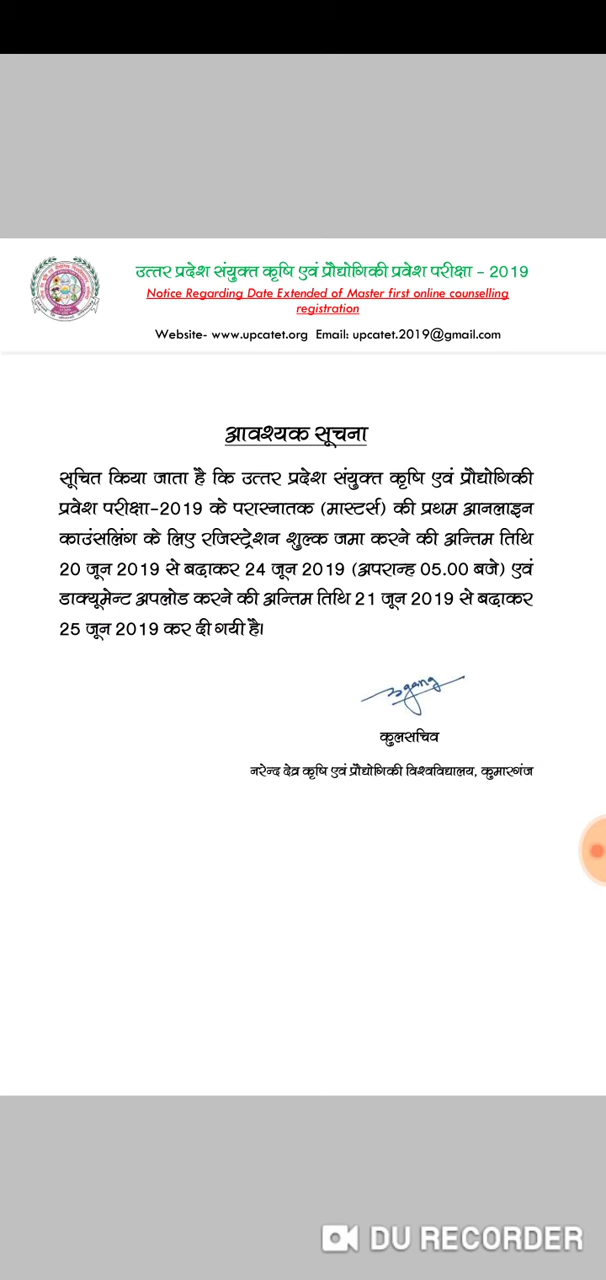 उत्तर प्रदेश संयुक्त कृषि एवं प्रौद्योगिकी प्रवेश परीक्षा – 2019
Notice Regarding Date Extended of Master first online counselling
registration
Website- www.upcatet.org Email: upcatet.2019@gmail.com
आवश्यक सूचना
सूचित किया जाता है कि उत्तर प्रदेश संयुक्त कृषि एवं प्रौद्योगिकी
प्रवेश परीक्षा-2019 के परास्नातक (मास्टर्स) की प्रथम आनलाइन
काउंसलिंग के लिए रजिस्ट्रेशन शुल्क जमा करने की अन्तिम तिथि
20 जून 2019 से बढ़ाकर 24 जून 2019 (अपरान्ह 05.00 बजे) एवं
डाक्यूमेन्ट अपलोड करने की अन्तिम तिथि 21 जून 2019 से बढ़ाकर
25 जून 2019 कर दी गयी है।
कुलसचिव
नरेन्द देव कृषि एवं प्रौद्योगिकी विश्वविद्यालय, कुमारगंज
DU RECORDER